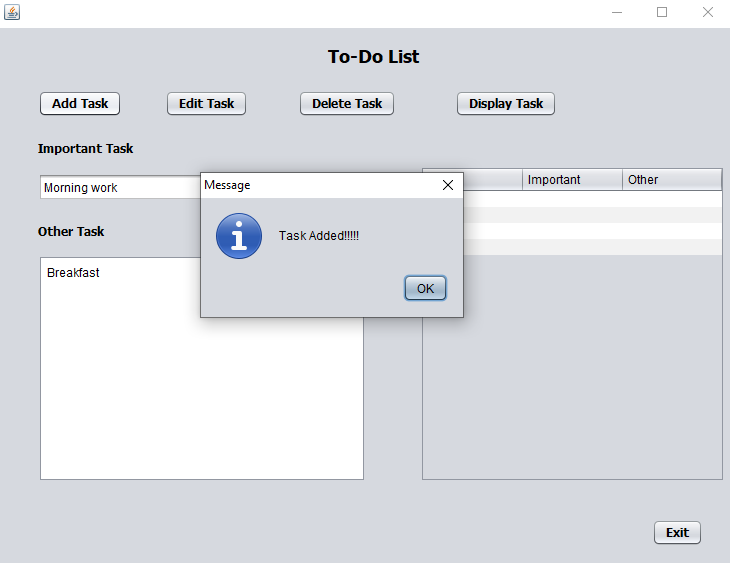 To-Do List
Add Task Edit Task Delete Task Display Task
Important Task
Morning work
Other Task
Breakfast
Message
Task Added!!!!!
OK
Important Other
Exit